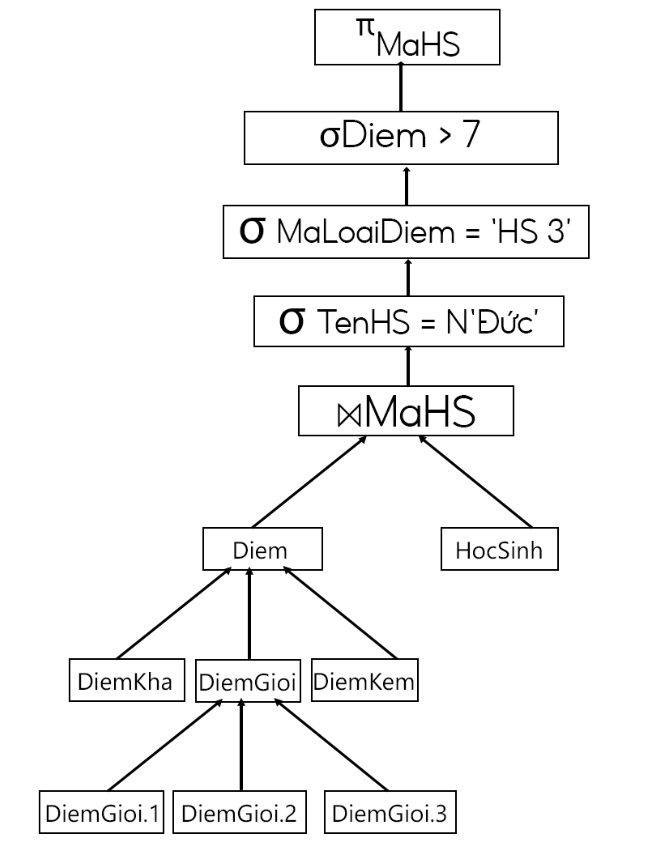 π MaHS
σDiem > 7
σ MaLoaiDiem = 'HS 3'
σ TenHS = N'Đức'
⋈MaHS
Diem
HocSinh
DiemKha
DiemGioi
DiemKem
DiemGioi.1
DiemGioi.2
DiemGioi.3